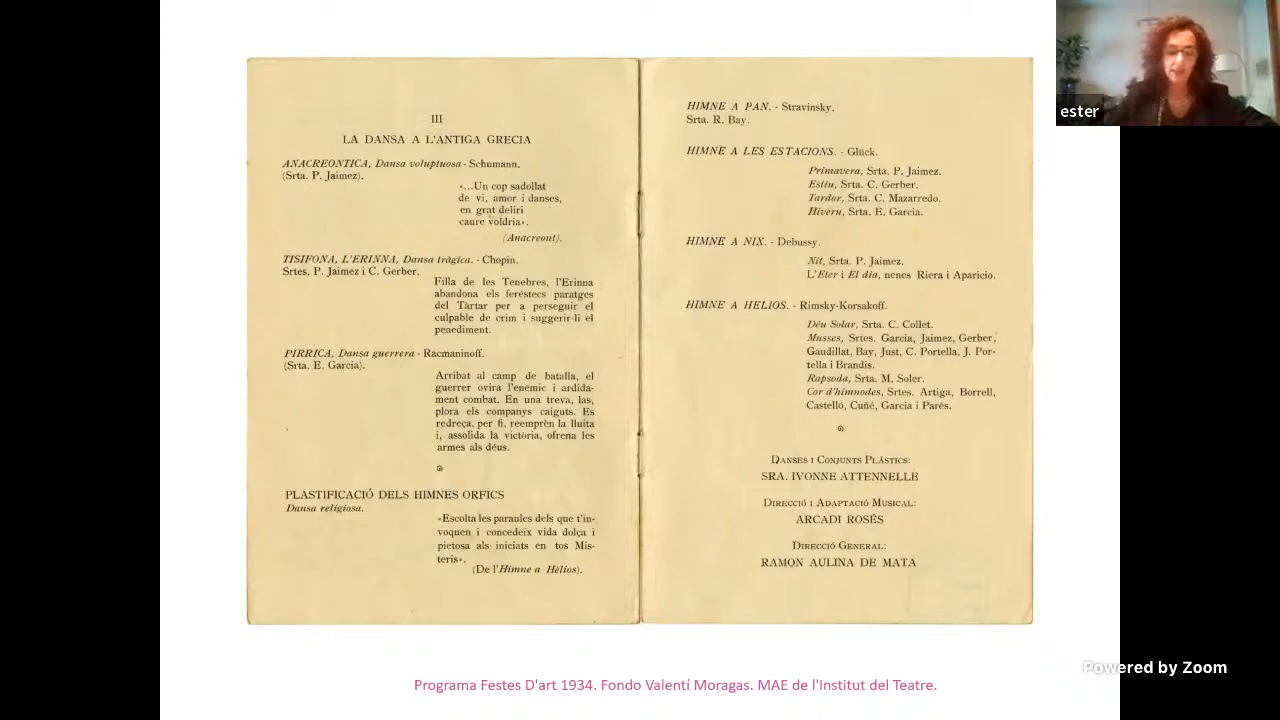 III
LA DANSA A L'ANTIGA GRECIA
ANACREONTICA, Dansa voluptuosa - Schumann.
(Srta. P. Jaimez).
«...Un cop sadollat
de vi, amor i danses,
en grat deliri
caure voldria».
(Anacreont).
TISIFONA, L'ERINNA, Dansa tràgica. - Chopin.
Srtes. P. Jaimez i C. Gerber.
Filla de les Tenebres, l'Erinna
abandona els feréstecs paratges
del Tàrtar per a perseguir el
culpable de crim i suggerir-li el
penediment.
PIRRICA, Dansa guerrera - Racmaninoff.
(Srta. E. Garcia).
Arribat al camp de batalla, el
guerrer ovira l'enemic i ardida-
ment combat. En una treva, las,
plora els companys caiguts. Es
redreça, per fi, reemprèn la lluita
i, assolida la victòria, ofrena les
armes als déus.
PLASTIFICACIÓ DELS HIMNES ORFICS
Dansa religiosa.
«Escolta les paraules dels que t'in-
voquen i concedeix vida dolça i
pietosa als iniciats en tos Mis-
teris».
(De l'Himne a Hèlios).
HIMNE A PAN. - Stravinsky.
Srta. R. Bay.
HIMNE A LES ESTACIONS. - Glück.
Primavera, Srta. P. Jaimez.
Estiu, Srta. C. Gerber.
Tardor, Srta. C. Mazarredo.
Hivern, Srta. E. Garcia.
HIMNE A NIX. - Debussy.
Nit, Srta. P. Jaimez.
L'Eter i El dia, nenes Riera i Aparicio.
HIMNE A HELIOS. - Rimsky-Korsakoff.
Déu Solar, Srta. C. Collet.
Musses, Srtes. Garcia, Jaimez, Gerber,
Gaudillat, Bay, Just, C. Portella, J. Por-
tella i Brandis.
Rapsoda, Srta. M. Soler.
Cor d'himnodes, Srtes. Artiga, Borrell,
Castelló, Cuñé, Garcia i Parés.
DANSES I CONJUNTS PLÁSTICS:
SRA. IVONNE ATTENNELLE
DIRECCIÓ I ADAPTACIÓ MUSICAL:
ARCADI ROSÉS
DIRECCIÓ GENERAL:
RAMON AULINA DE MATA
Programa Festes D'art 1934. Fondo Valentí Moragas. MAE de l'Institut del Teatre.
ester
Powered by Zoom